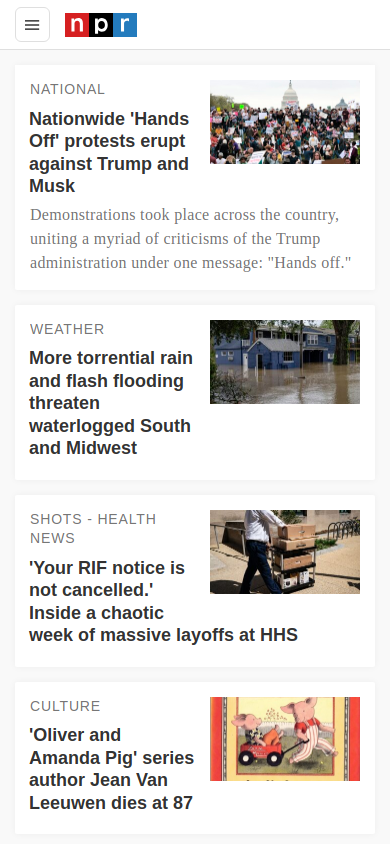 npr
NATIONAL
Nationwide 'Hands
Off' protests erupt
against Trump and
Musk
Demonstrations took place across the country,
uniting a myriad of criticisms of the Trump
administration under one message: "Hands off."
WEATHER
More torrential rain
and flash flooding
threaten
waterlogged South
and Midwest
SHOTS - HEALTH
NEWS
'Your RIF notice is
not cancelled.'
Inside a chaotic
week of massive layoffs at HHS
CULTURE
'Oliver and
Amanda Pig' series
author Jean Van
Leeuwen dies at 87